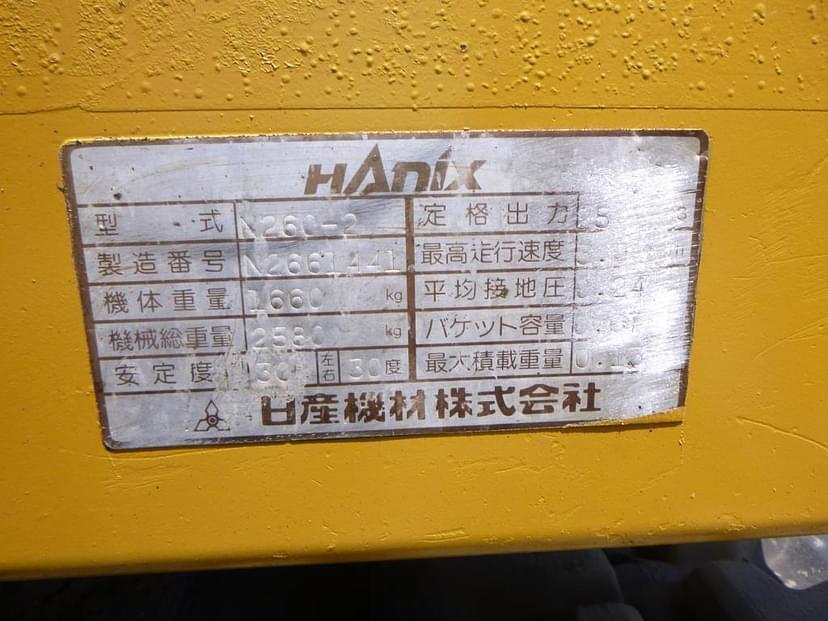 HANIX
型式 N260-2 定格出力
製造番号 N2661441 最高走行速度
機体重量 1660 kg 平均接地圧
機械総重量 2580 kg バケット容量
安定度 30 左右 30度 最大積載重量
日産機材株式会社